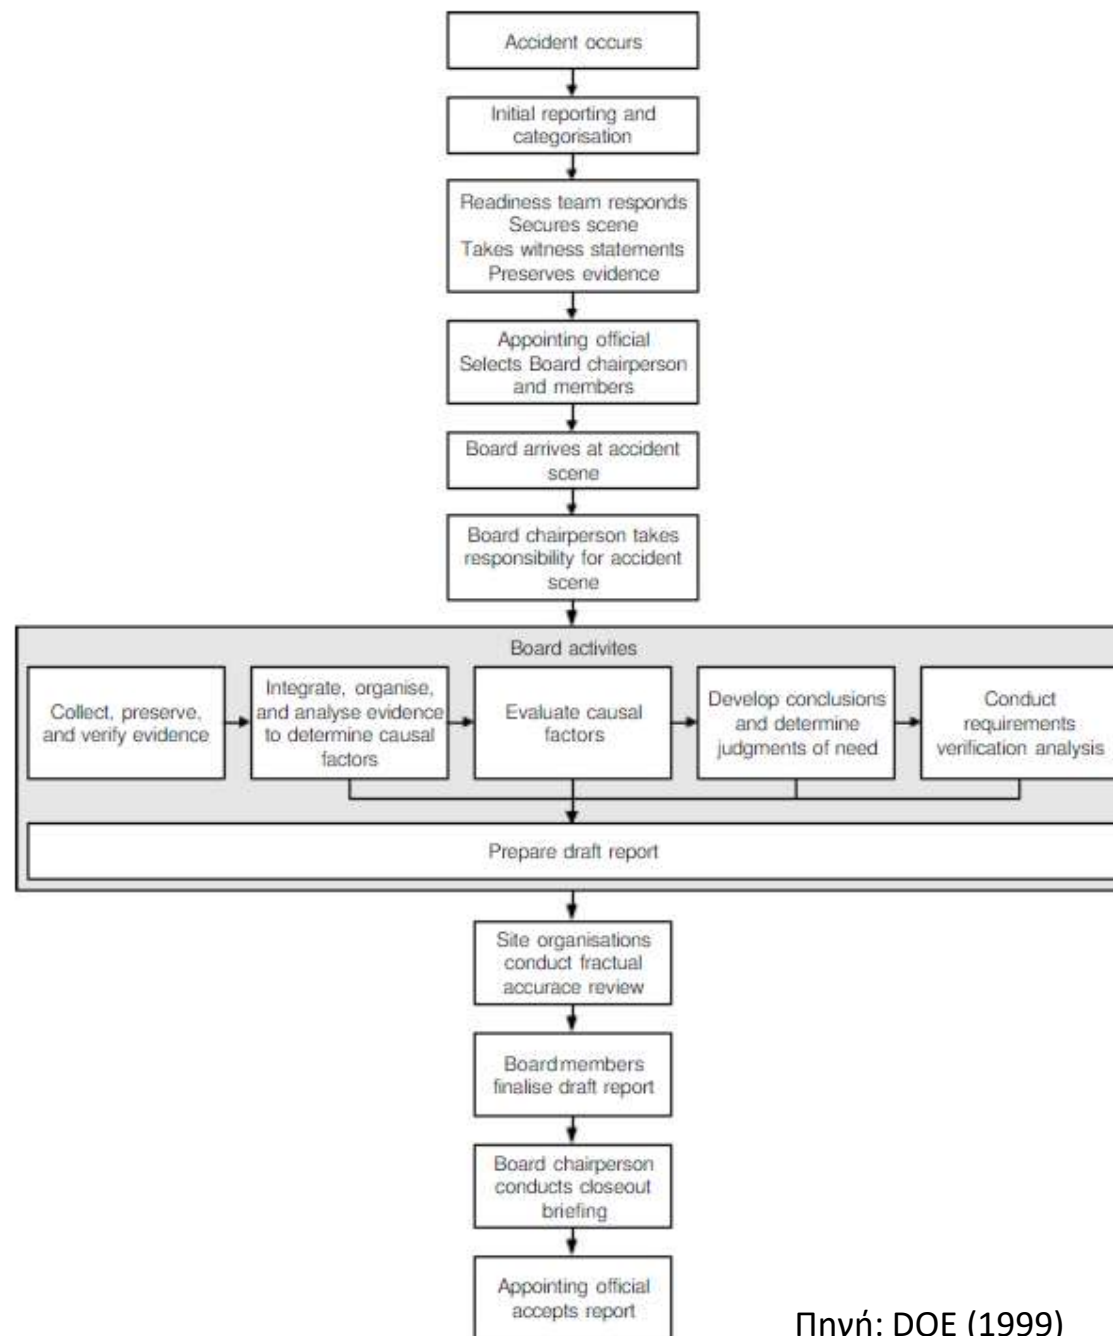 Accident occurs
Initial reporting and
categorisation
Readiness team responds
Secures scene
Takes witness statements
Preserves evidence
Appointing official
Selects Board chairperson
and members
Board arrives at accident
scene
Board chairperson takes
responsibility for accident
scene
Board activites
Collect, preserve,
and verify evidence
Integrate, organise,
and analyse evidence
to determine causal
factors
Evaluate causal
factors
Develop conclusions
and determine
judgments of need
Conduct
requirements
verification analysis
Prepare draft report
Site organisations
conduct fractual
accurace review
Board members
finalise draft report
Board chairperson
conducts closeout
briefing
Appointing official
accepts report
Πηγή: DOE (1999)